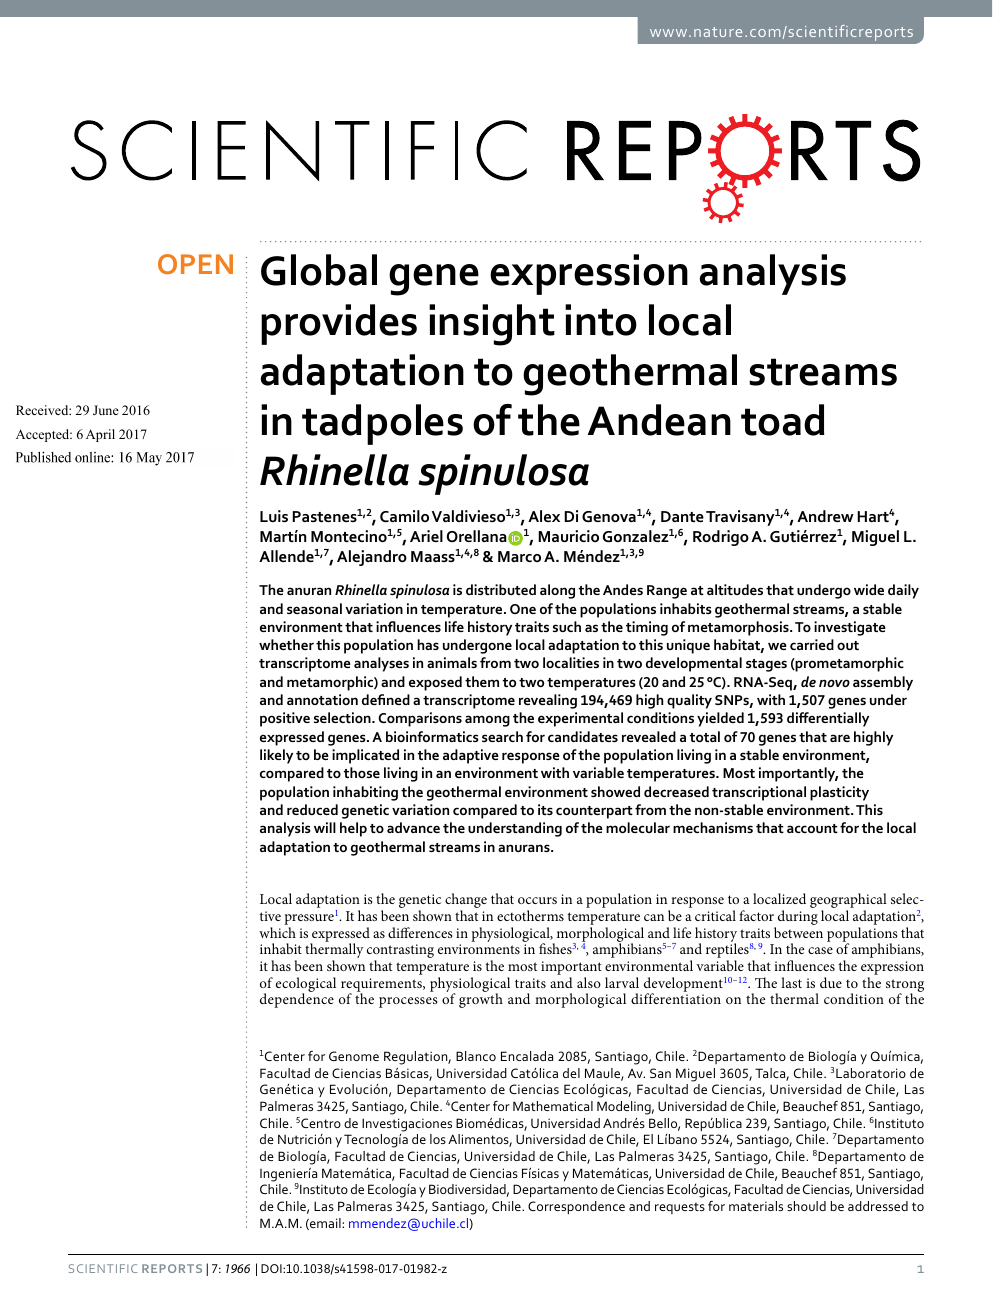 www.nature.com/scientificreports
SCIENTIFIC REPORTS
OPEN
Global gene expression analysis
provides insight into local
adaptation to geothermal streams
in tadpoles of the Andean toad
Rhinella spinulosa
Received: 29 June 2016
Accepted: 6 April 2017
Published online: 16 May 2017
Luis Pastenes1,2, Camilo Valdivieso1,3, Alex Di Genova1,4, Dante Travisany1,4, Andrew Hart4,
Martín Montecino1,5, Ariel Orellana iD 1, Mauricio Gonzalez1,6, Rodrigo A. Gutiérrez1, Miguel L.
Allende1,7, Alejandro Maass1,4,8 & Marco A. Méndez1,3,9
The anuran Rhinella spinulosa is distributed along the Andes Range at altitudes that undergo wide daily
and seasonal variation in temperature. One of the populations inhabits geothermal streams, a stable
environment that influences life history traits such as the timing of metamorphosis. To investigate
whether this population has undergone local adaptation to this unique habitat, we carried out
transcriptome analyses in animals from two localities in two developmental stages (prometamorphic
and metamorphic) and exposed them to two temperatures (20 and 25 °C). RNA-Seq, de novo assembly
and annotation defined a transcriptome revealing 194,469 high quality SNPs, with 1,507 genes under
positive selection. Comparisons among the experimental conditions yielded 1,593 differentially
expressed genes. A bioinformatics search for candidates revealed a total of 70 genes that are highly
likely to be implicated in the adaptive response of the population living in a stable environment,
compared to those living in an environment with variable temperatures. Most importantly, the
population inhabiting the geothermal environment showed decreased transcriptional plasticity
and reduced genetic variation compared to its counterpart from the non-stable environment. This
analysis will help to advance the understanding of the molecular mechanisms that account for the local
adaptation to geothermal streams in anurans.
Local adaptation is the genetic change that occurs in a population in response to a localized geographical selec-
tive pressure1. It has been shown that in ectotherms temperature can be a critical factor during local adaptation2,
which is expressed as differences in physiological, morphological and life history traits between populations that
inhabit thermally contrasting environments in fishes3, 4, amphibians5–7 and reptiles8, 9. In the case of amphibians,
it has been shown that temperature is the most important environmental variable that influences the expression
of ecological requirements, physiological traits and also larval development10–12. The last is due to the strong
dependence of the processes of growth and morphological differentiation on the thermal condition of the
1Center for Genome Regulation, Blanco Encalada 2085, Santiago, Chile. 2Departamento de Biología y Química,
Facultad de Ciencias Básicas, Universidad Católica del Maule, Av. San Miguel 3605, Talca, Chile. 3Laboratorio de
Genética y Evolución, Departamento de Ciencias Ecológicas, Facultad de Ciencias, Universidad de Chile, Las
Palmeras 3425, Santiago, Chile. 4Center for Mathematical Modeling, Universidad de Chile, Beauchef 851, Santiago,
Chile. 5Centro de Investigaciones Biomédicas, Universidad Andrés Bello, República 239, Santiago, Chile. 6Instituto
de Nutrición y Tecnología de los Alimentos, Universidad de Chile, El Líbano 5524, Santiago, Chile. 7Departamento
de Biología, Facultad de Ciencias, Universidad de Chile, Las Palmeras 3425, Santiago, Chile. 8Departamento de
Ingeniería Matemática, Facultad de Ciencias Físicas y Matemáticas, Universidad de Chile, Beauchef 851, Santiago,
Chile. 9Instituto de Ecología y Biodiversidad, Departamento de Ciencias Ecológicas, Facultad de Ciencias, Universidad
de Chile, Las Palmeras 3425, Santiago, Chile. Correspondence and requests for materials should be addressed to
M.A.M. (email: mmendez@uchile.cl)
SCIENTIFIC REPORTS | 7: 1966 | DOI:10.1038/s41598-017-01982-z
1